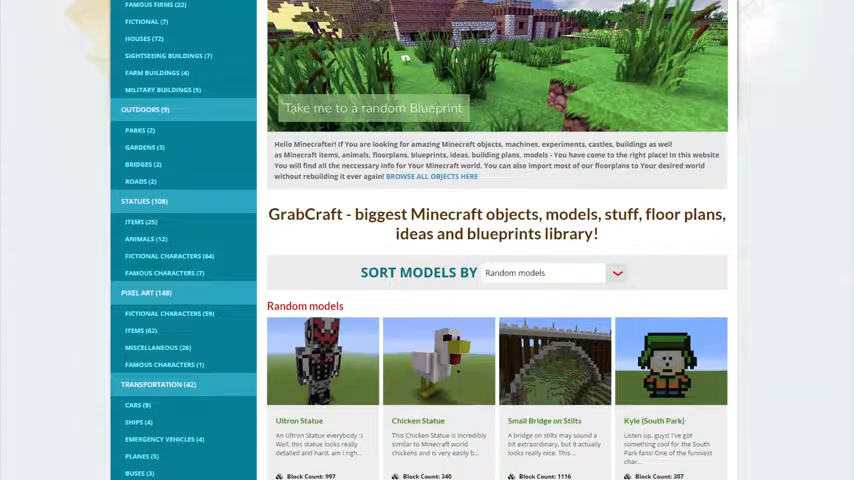 FAMOUS FIRMS (22)
FICTIONAL (7)
HOUSES (72)
SIGHTSEEING BUILDINGS (7)
FARM BUILDINGS (4)
MILITARY BUILDINGS (5)
OUTDOORS (9)
PARKS (2)
GARDENS (3)
BRIDGES (2)
ROADS (2)
STATUES (108)
ITEMS (25)
ANIMALS (12)
FICTIONAL CHARACTERS (64)
FAMOUS CHARACTERS (7)
PIXEL ART (148)
FICTIONAL CHARACTERS (59)
ITEMS (62)
MISCELLANEOUS (26)
FAMOUS CHARACTERS (1)
TRANSPORTATION (42)
CARS (9)
SHIPS (4)
EMERGENCY VEHICLES (4)
PLANES (5)
BUSES (3)
Take me to a random Blueprint
Hello Minecrafter! If You are looking for amazing Minecraft objects, machines, experiments, castles, buildings as well
as Minecraft items, animals, floorplans, blueprints, ideas, building plans, models - You have come to the right place! In this website
You will find all the neccessary info for Your Minecraft world. You can also import most of our floorplans to Your desired world
without rebuilding it ever again! BROWSE ALL OBJECTS HERE
GrabCraft - biggest Minecraft objects, models, stuff, floor plans,
ideas and blueprints library!
SORT MODELS BY Random models
Random models
Ultron Statue
An Ultron Statue everybody :)
Well, this statue looks really
detailed and hard, am I righ...
Block Count: 997
Chicken Statue
This Chicken Statue is incredibly
similar to Minecraft world
chickens and is very easily b...
Block Count: 340
Small Bridge on Stilts
A bridge on stilts may sound a
bit extraordinary, but it actually
looks really nice. This ...
Block Count: 1116
Kyle (South Park)
Listen up, guys! I've got
something cool for the South
Park fans! One of the funniest
char...
Block Count: 307